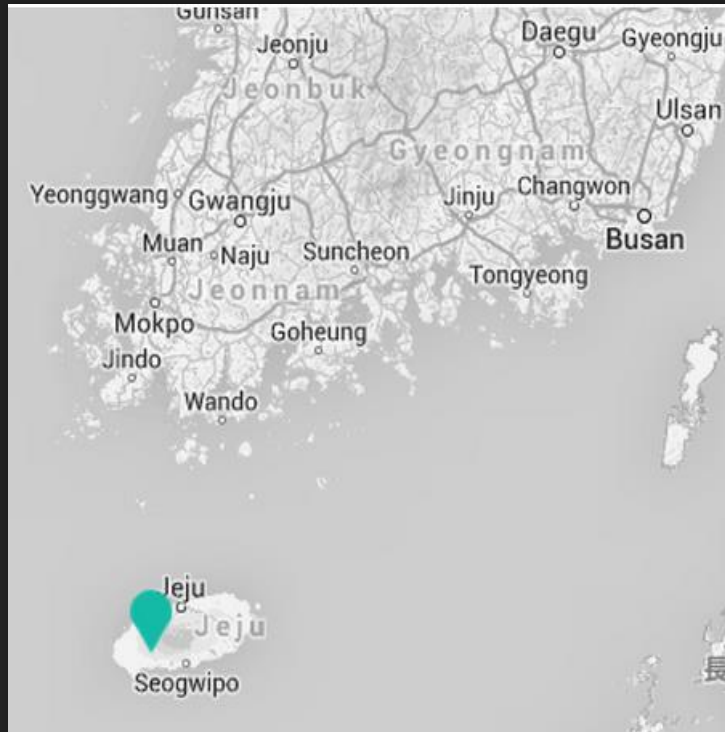 Gunsan
Daegu
Gyeongju
Jeonju
Jeonbuk
Ulsan
Gyeongnam
Yeonggwang
Gwangju
Jinju
Changwon
Busan
Muan
Naju
Suncheon
Tongyeong
Jeonnam
Mokpo
Goheung
Jindo
Wando
Jeju
Jeju
長
Seogwipo